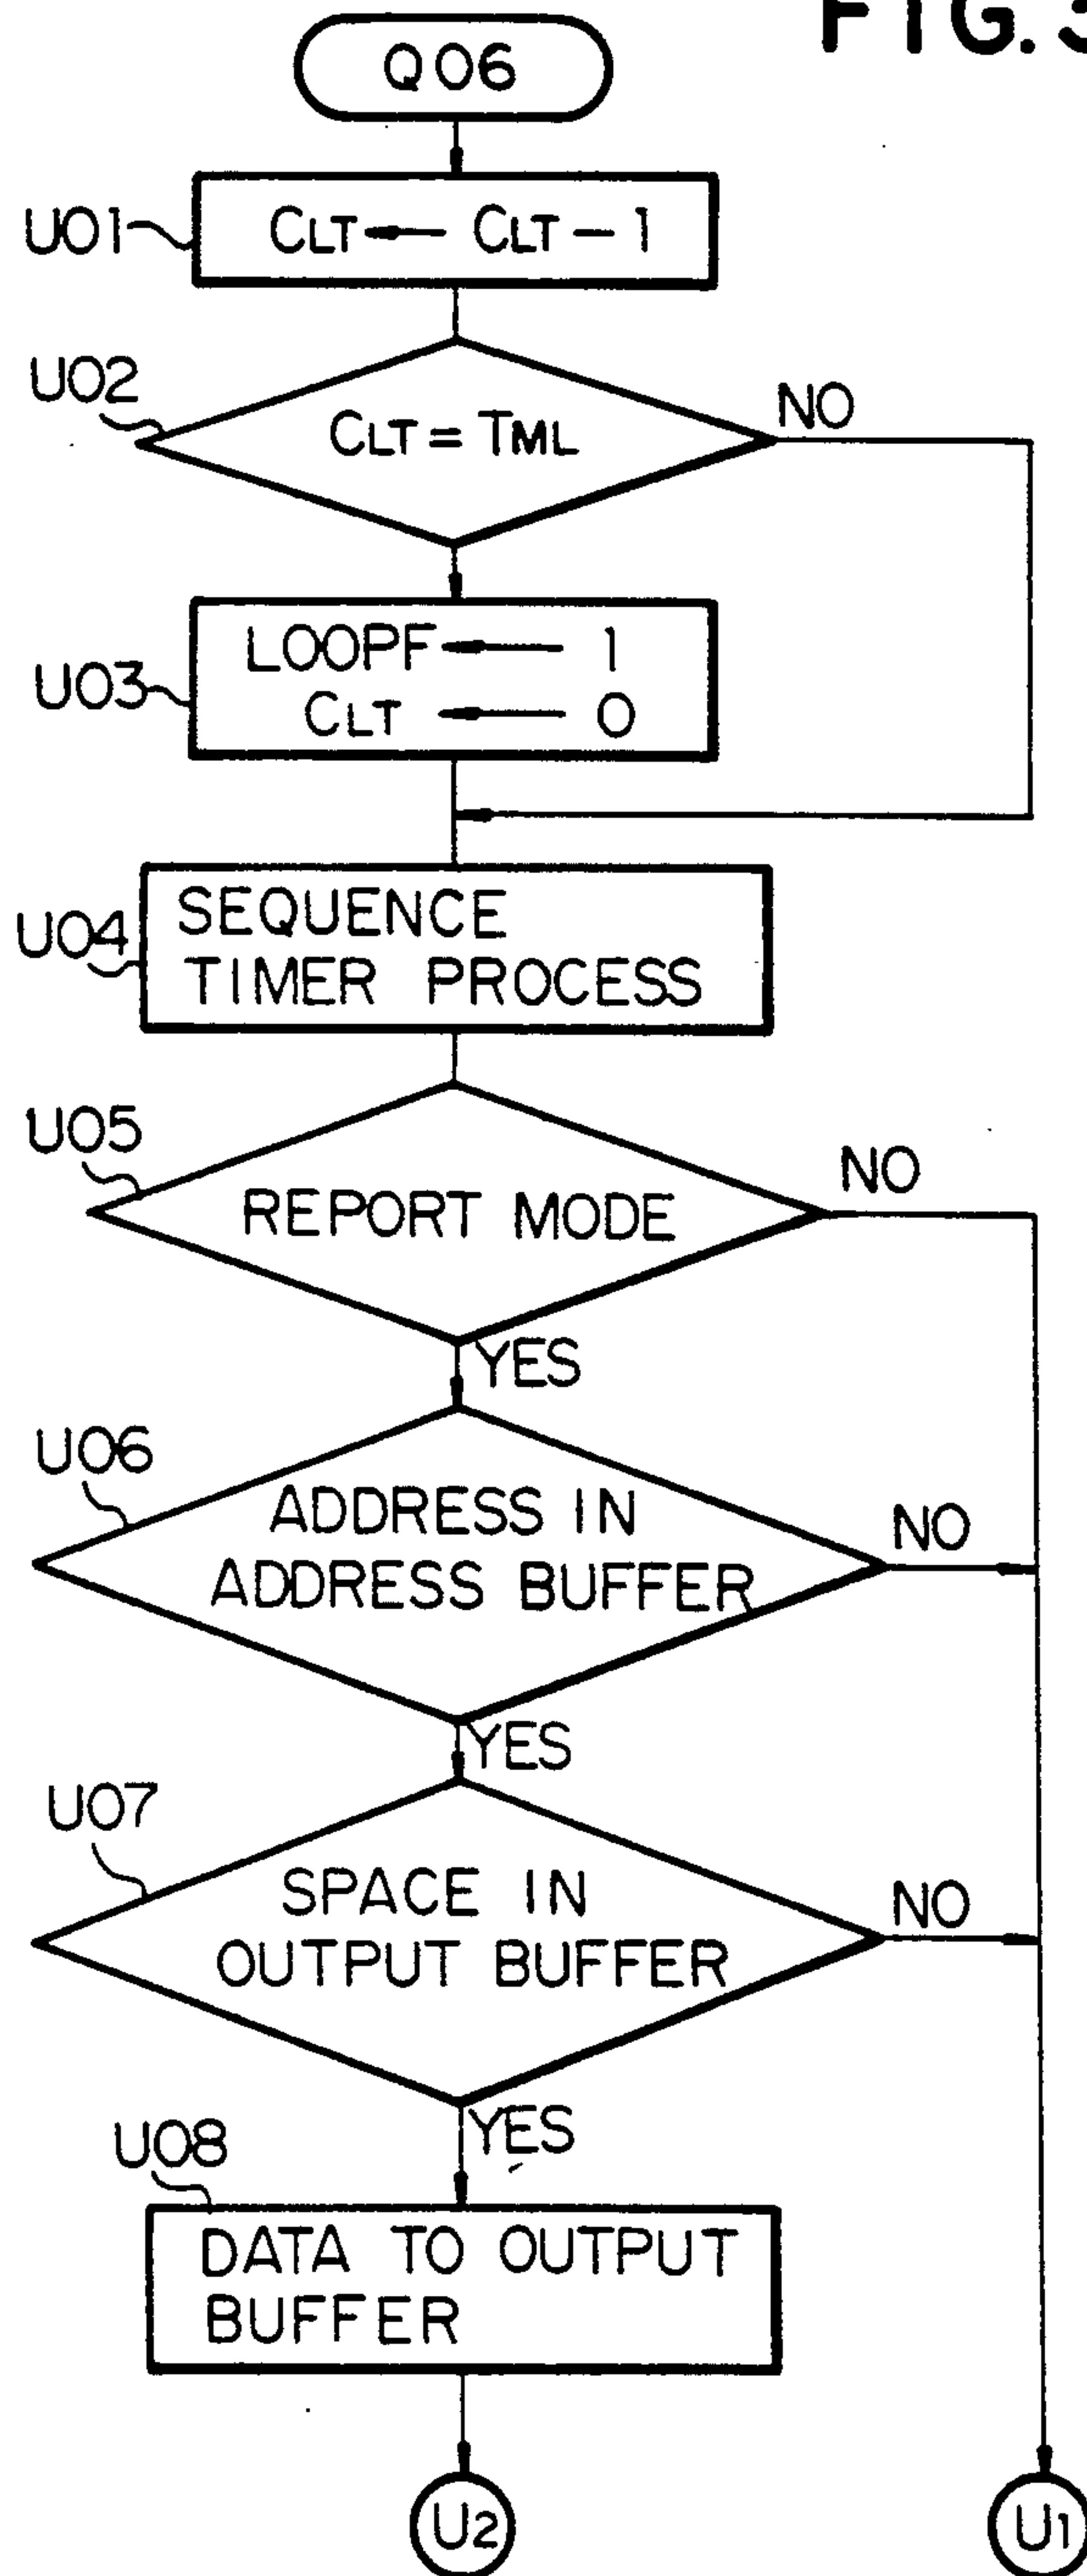 FIG. 3
Q06
U01
CLT ← CLT – 1
U02
CLT = TML
NO
LOOPF ← 1
U03
CLT ← 0
SEQUENCE
U04
TIMER PROCESS
U05
NO
REPORT MODE
YES
U06
ADDRESS IN
NO
ADDRESS BUFFER
YES
U07
SPACE IN
NO
OUTPUT BUFFER
YES
U08
DATA TO OUTPUT
BUFFER
U2
U1